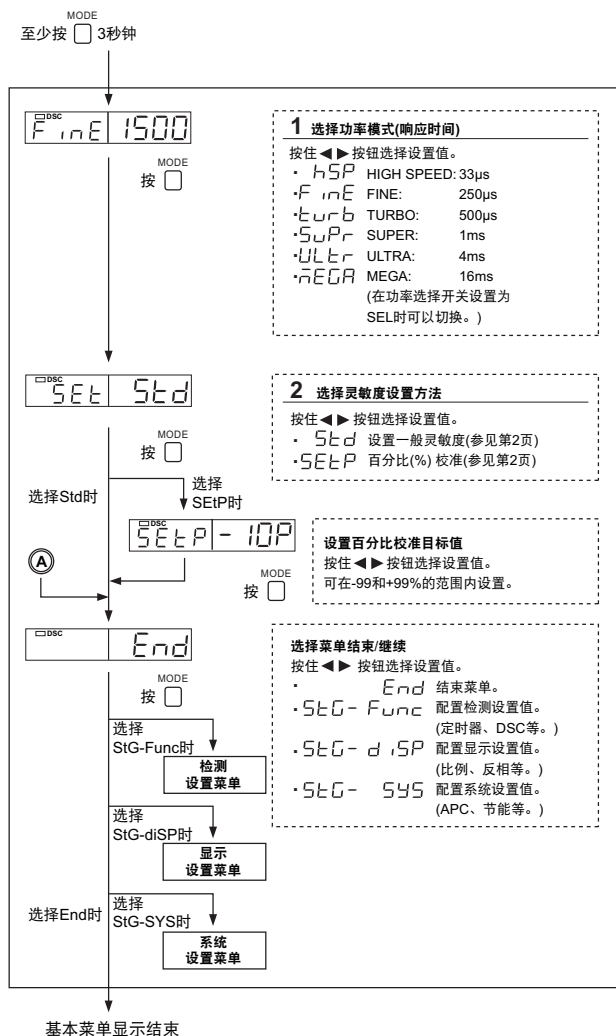 MODE
至少按 3秒钟
DSC
FinE 1500
MODE
按
1 选择功率模式(响应时间)
按住◀ ▶按钮选择设置值。
· hSP HIGH SPEED: 33μs
·FinE FINE: 250μs
·turb TURBO: 500μs
·SuPr SUPER: 1ms
·ULtr ULTRA: 4ms
·mEGA MEGA: 16ms
(在功率选择开关设置为
SEL时可以切换。)
DSC
SEt Std
MODE
按
2 选择灵敏度设置方法
按住◀ ▶按钮选择设置值。
· Std 设置一般灵敏度(参见第2页)
·SEtP 百分比(%) 校准(参见第2页)
选择Std时
选择
SEtP时
DSC
SEtP - 10P
MODE
按
设置百分比校准目标值
按住◀ ▶ 按钮选择设置值。
可在-99和+99%的范围内设置。
A
DSC
End
MODE
按
选择菜单结束/继续
按住◀ ▶ 按钮选择设置值。
· End 结束菜单。
·StG- Func 配置检测设置值。
(定时器、DSC等。)
·StG- diSP 配置显示设置值。
(比例、反相等。)
·StG- SYS 配置系统设置值。
(APC、节能等。)
选择
StG-Func时
检测
设置菜单
选择
StG-diSP时
显示
设置菜单
选择End时
选择
StG-SYS时
系统
设置菜单
基本菜单显示结束